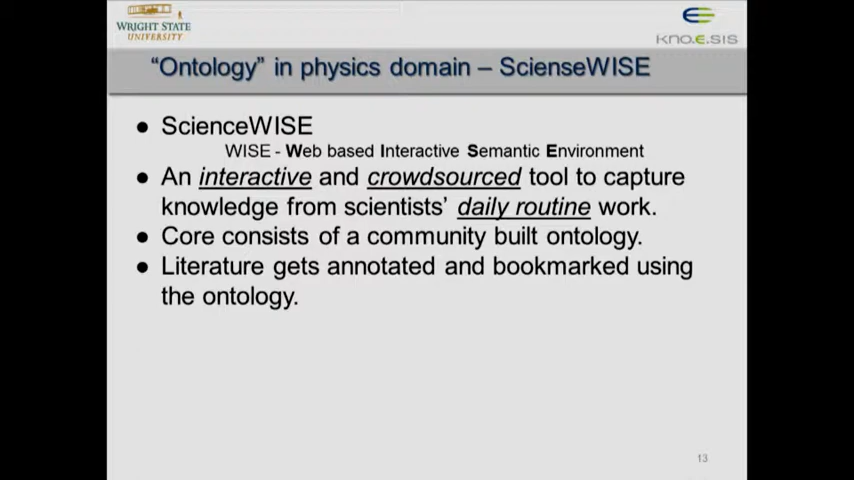 WRIGHT STATE
UNIVERSITY
kno.e.sis
“Ontology” in physics domain – ScienseWISE
● ScienceWISE
WISE - Web based Interactive Semantic Environment
● An interactive and crowdsourced tool to capture
knowledge from scientists’ daily routine work.
● Core consists of a community built ontology.
● Literature gets annotated and bookmarked using
the ontology.
13